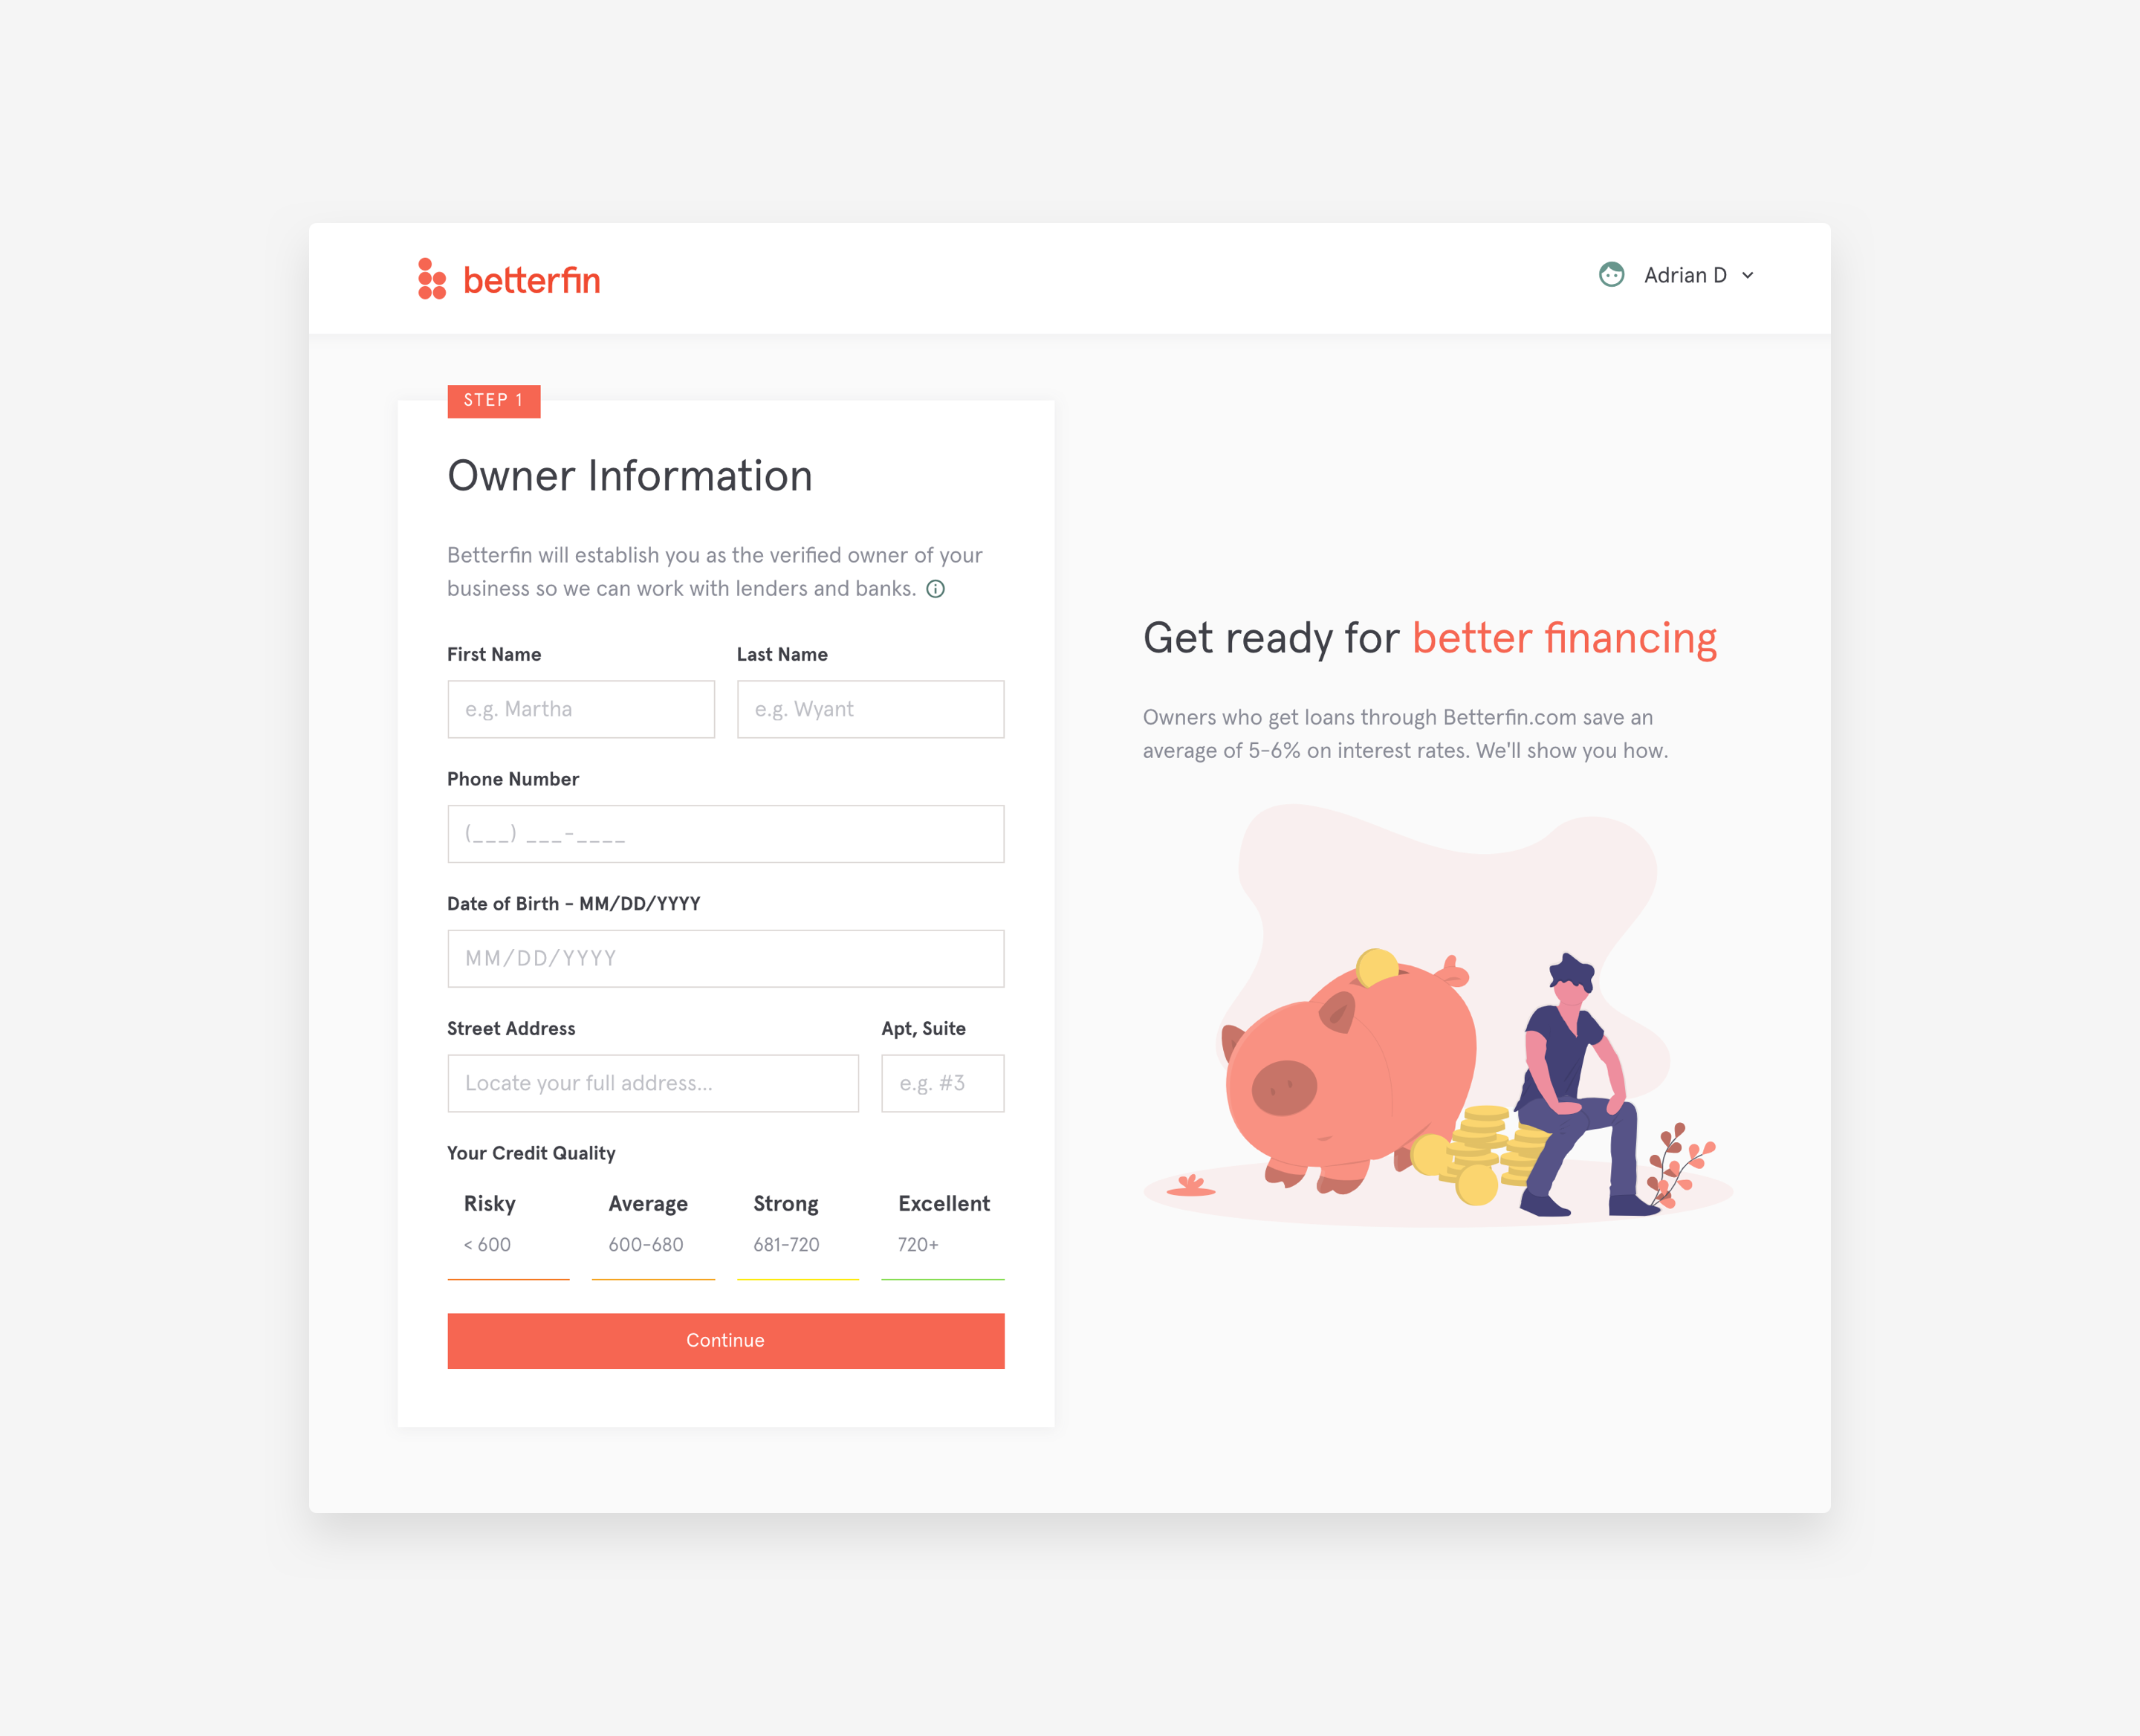 betterfin
Adrian D
STEP 1
Owner Information
Betterfin will establish you as the verified owner of your
business so we can work with lenders and banks.
First Name
Last Name
e.g. Martha
e.g. Wyant
Phone Number
(___) ___-____
Date of Birth - MM/DD/YYYY
MM/DD/YYYY
Street Address
Apt, Suite
Locate your full address...
e.g. #3
Your Credit Quality
Risky
< 600
Average
600-680
Strong
681-720
Excellent
720+
Continue
Get ready for better financing
Owners who get loans through Betterfin.com save an
average of 5-6% on interest rates. We'll show you how.